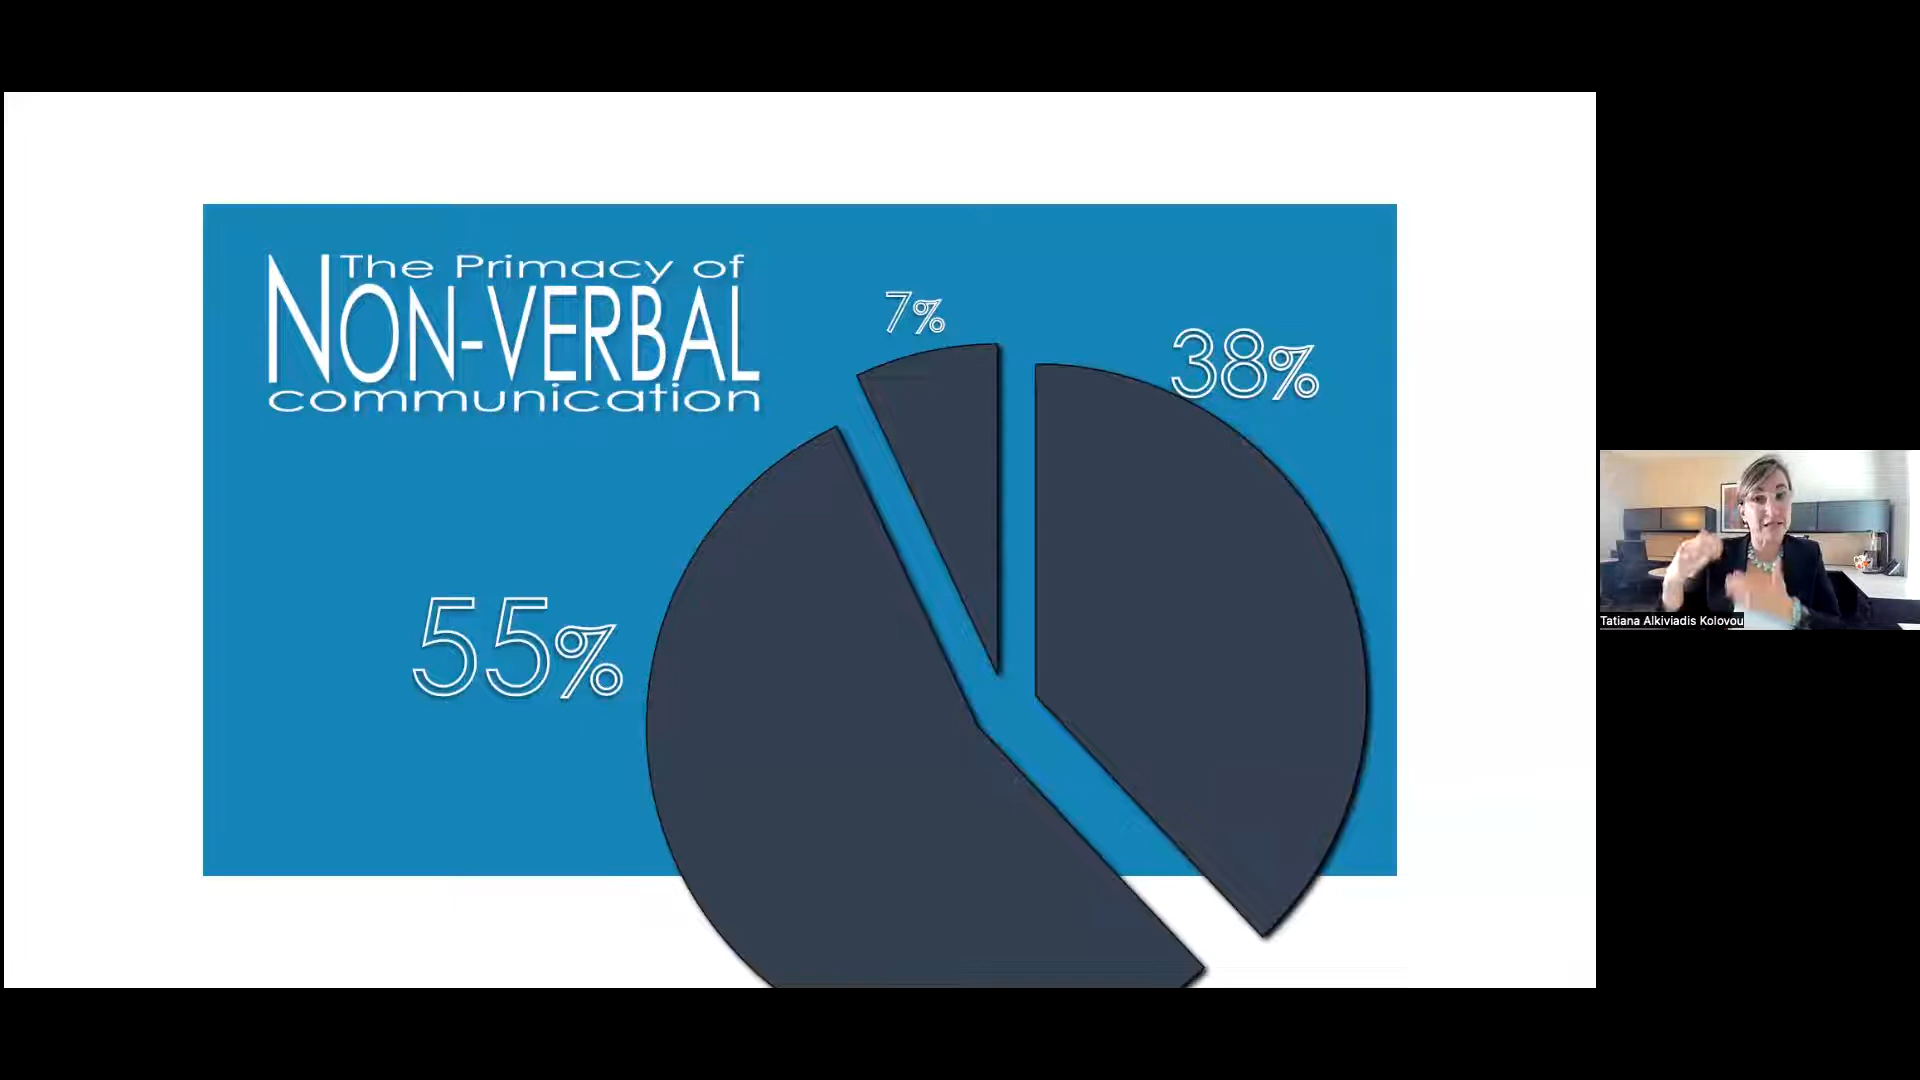 The Primacy of
NON-VERBAL
communication
7%
38%
55%
Tatiana Alkiviadis Kolovou